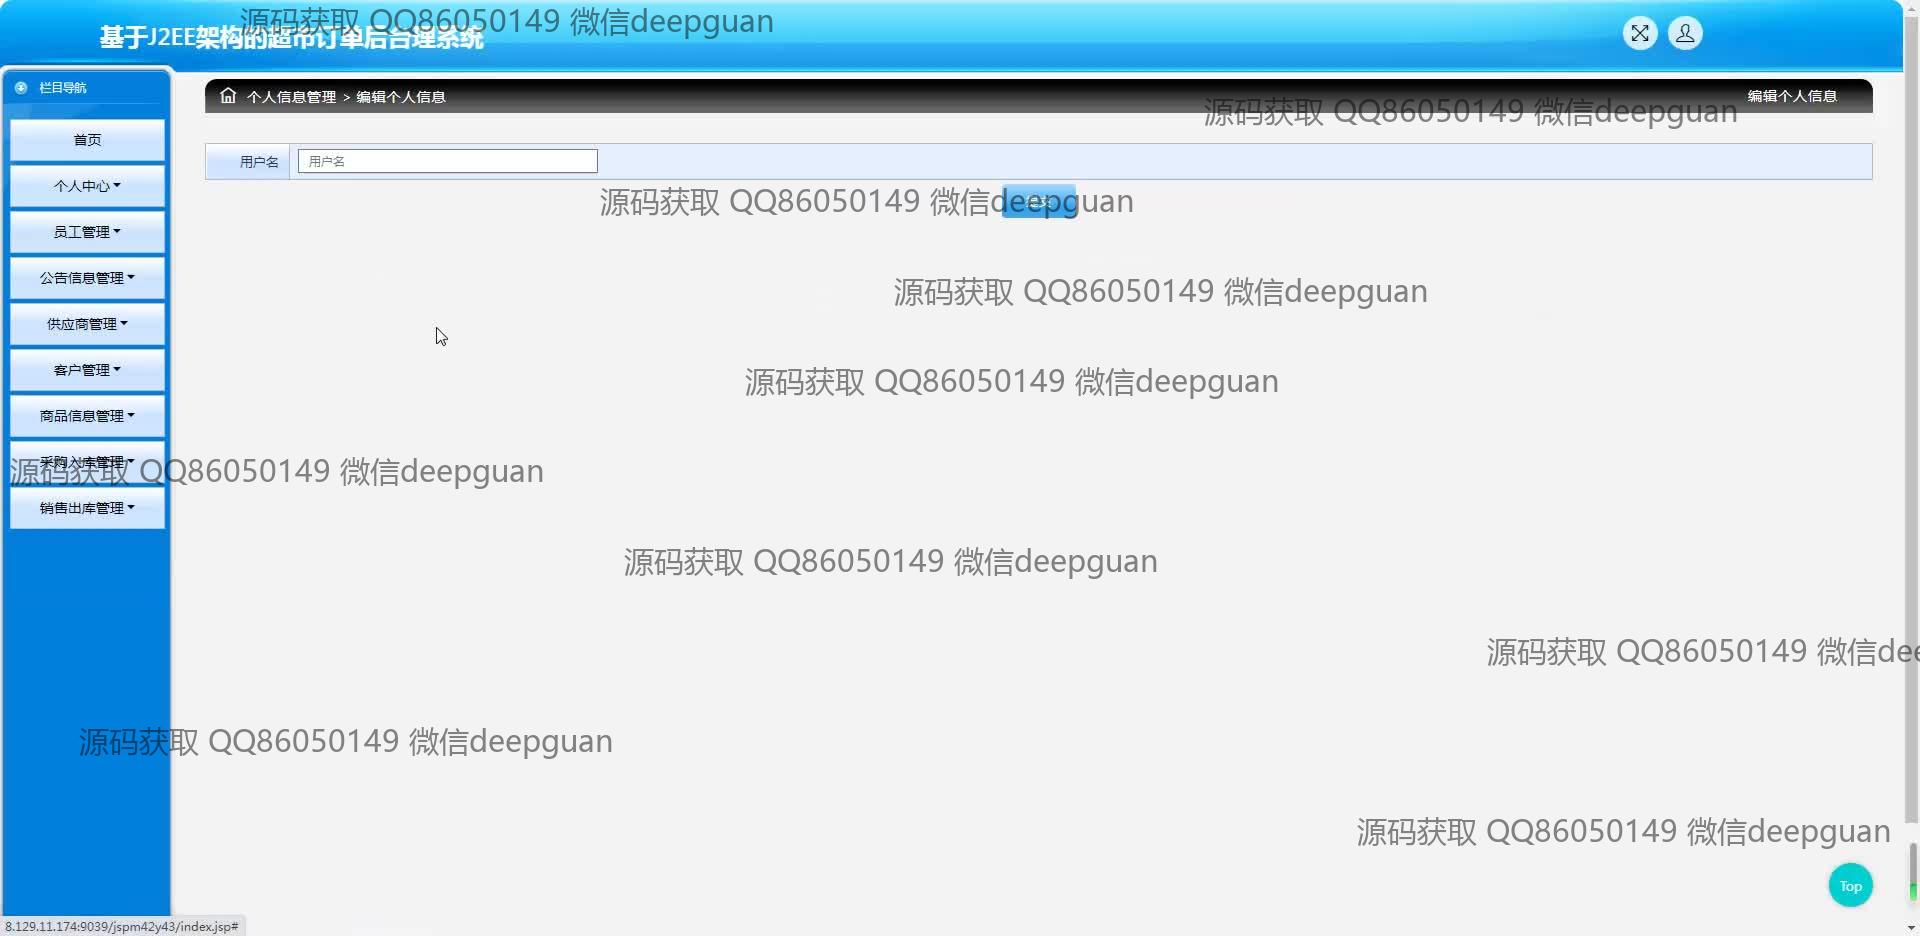 基于J2EE架构的超市订单后台理系统
源码获取 QQ86050149 微信deepguan
栏目导航
个人信息管理 > 编辑个人信息
编辑个人信息
源码获取 QQ86050149 微信deepguan
首页
用户名
用户名
个人中心
源码获取 QQ86050149 微信deepguan
提交
员工管理
公告信息管理
源码获取 QQ86050149 微信deepguan
供应商管理
客户管理
源码获取 QQ86050149 微信deepguan
商品信息管理
采购入库管理
源码获取 QQ86050149 微信deepguan
销售出库管理
源码获取 QQ86050149 微信deepguan
源码获取 QQ86050149 微信dee
源码获取 QQ86050149 微信deepguan
源码获取 QQ86050149 微信deepguan
Top
8.129.11.174:9039/jspm42y43/index.jsp#